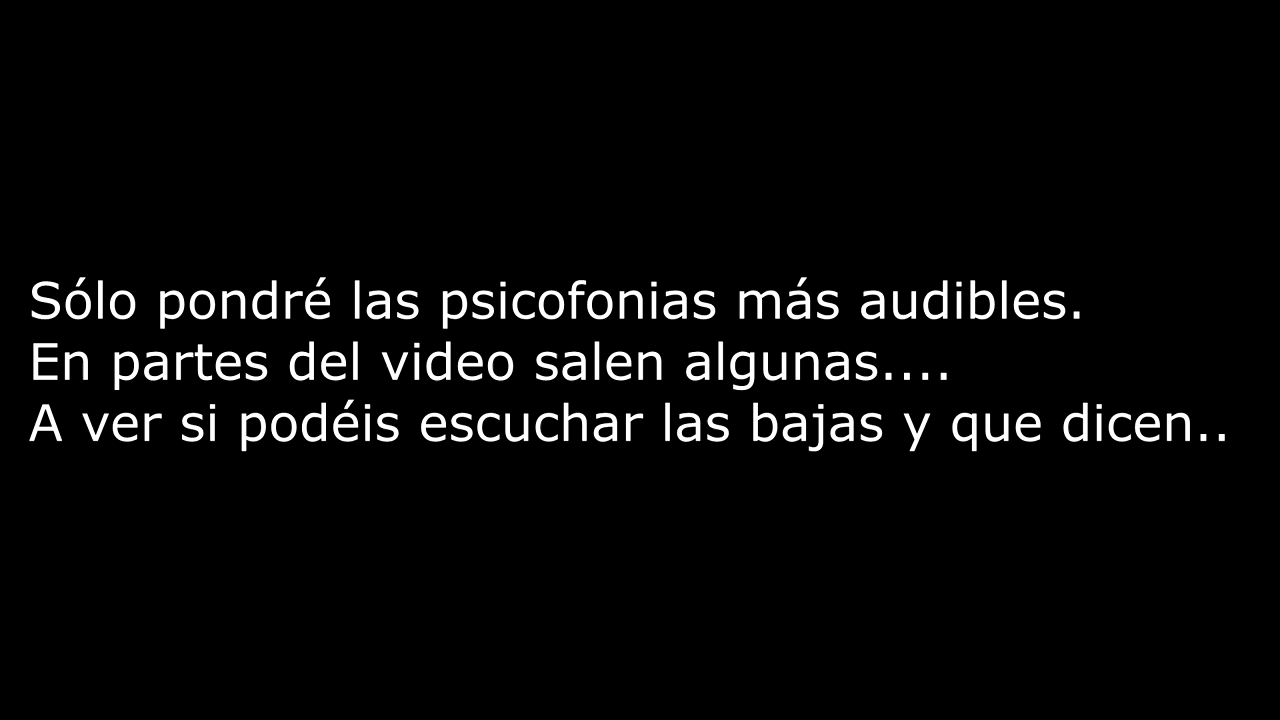 Sólo pondré las psicofonias más audibles.
En partes del video salen algunas....
A ver si podéis escuchar las bajas y que dicen..